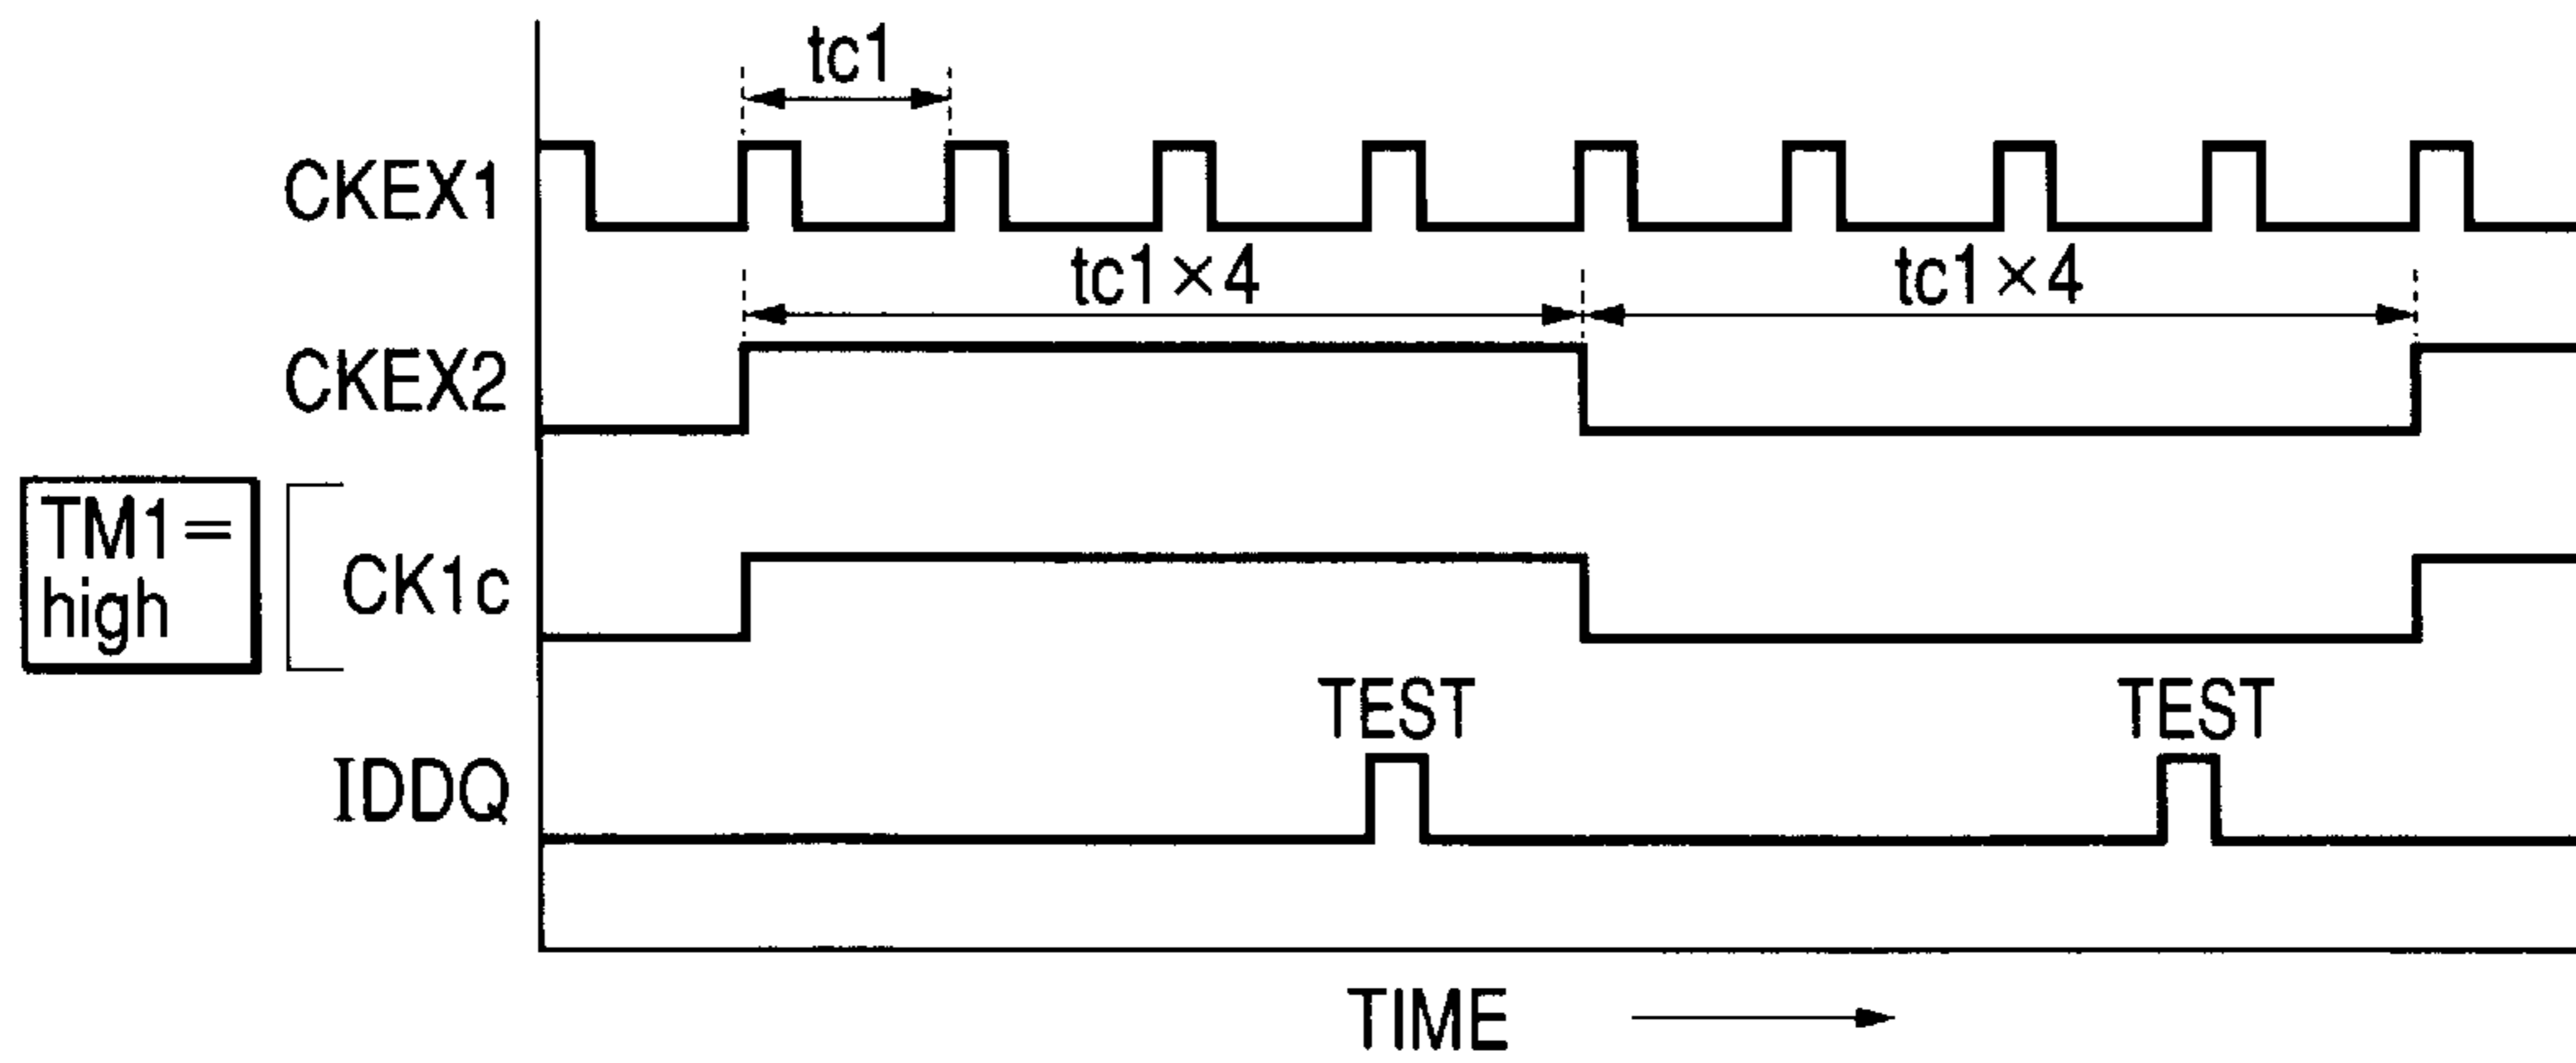 tc1
CKEX1
tc1×4 tc1×4
CKEX2
TM1=
high
CK1c
TEST TEST
IDDQ
TIME